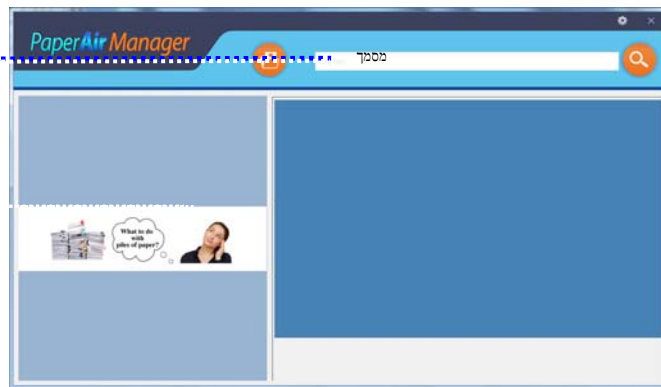 PaperAir Manager
מסמך
What to do
with
piles of paper?